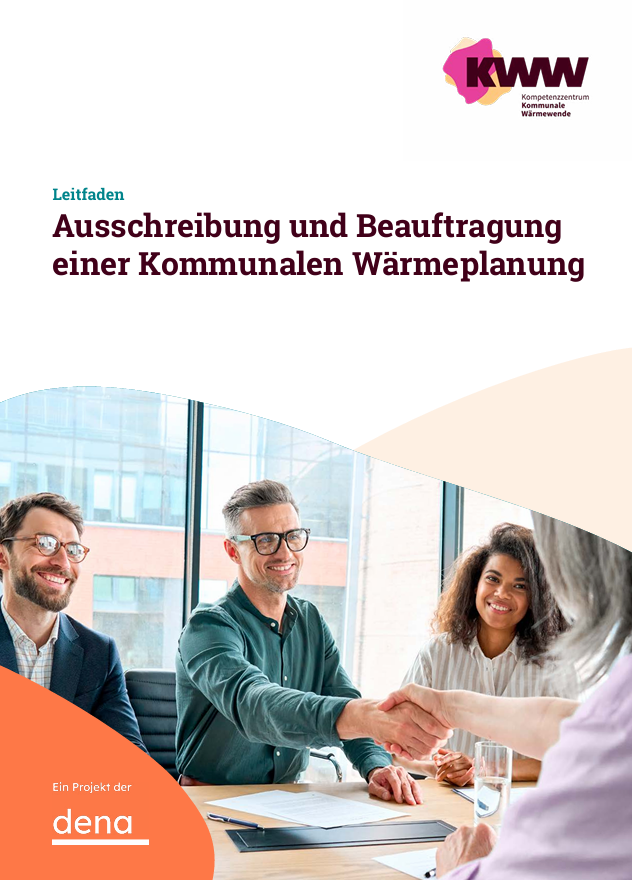 KWW
Kompetenzzentrum
Kommunale
Wärmewende
Leitfaden
Ausschreibung und Beauftragung
einer Kommunalen Wärmeplanung
Ein Projekt der
dena